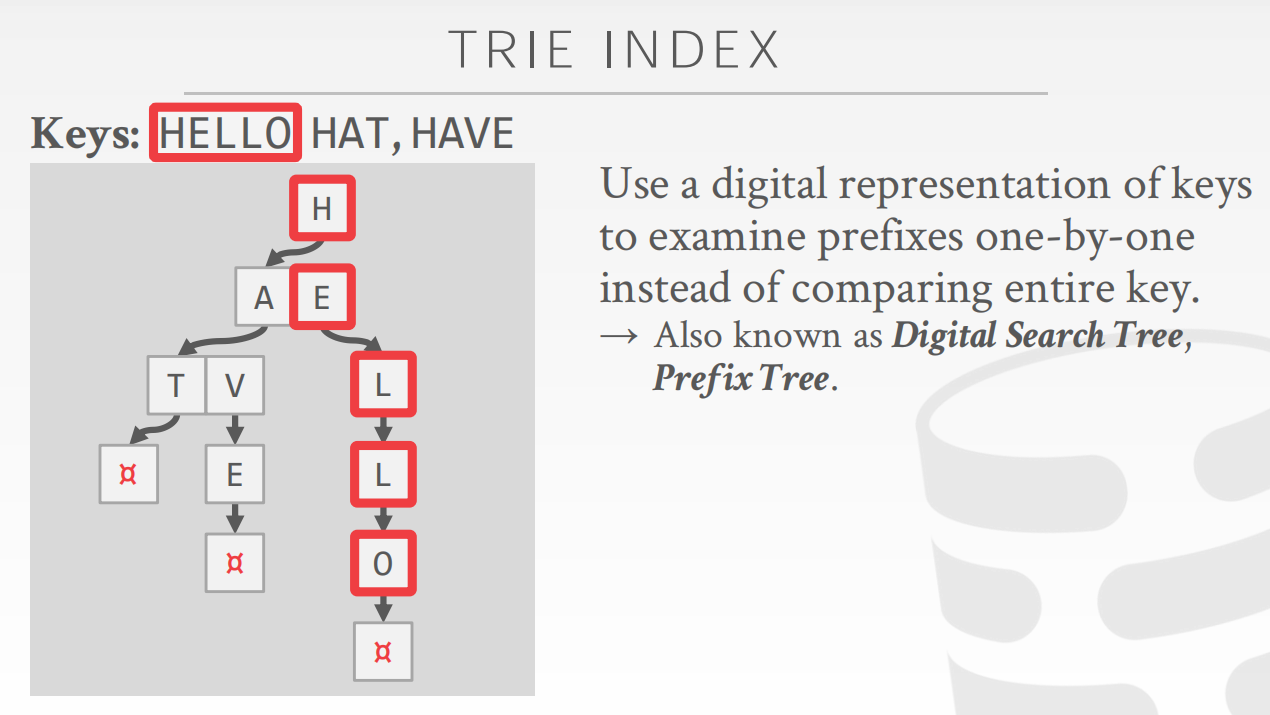 TRIE INDEX
Keys: HELLO HAT, HAVE
H
A E
T V L
¤ E L
¤ O
¤
Use a digital representation of keys
to examine prefixes one-by-one
instead of comparing entire key.
→ Also known as Digital Search Tree,
Prefix Tree.